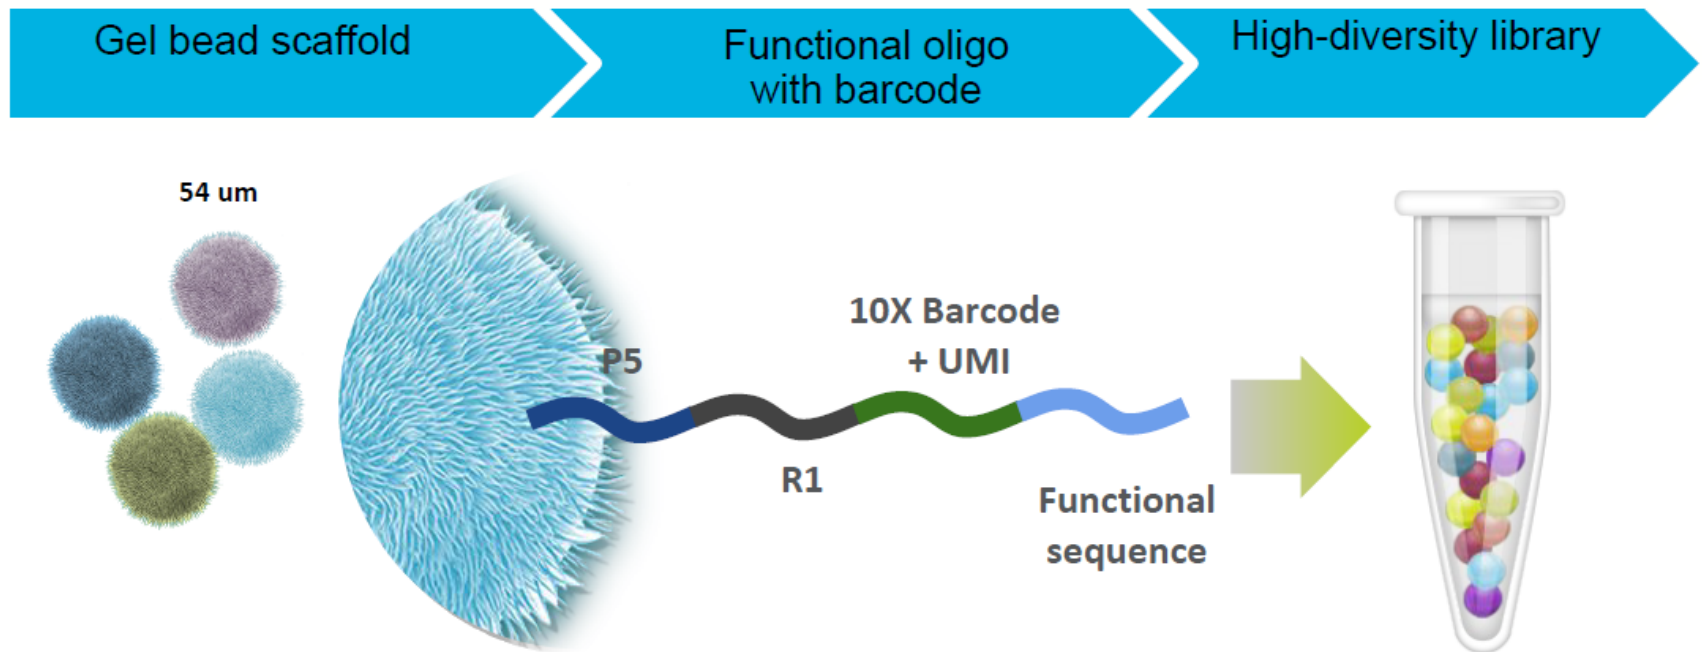 Gel bead scaffold
Functional oligo
with barcode
High-diversity library
54 um
P5
10X Barcode
+ UMI
R1
Functional
sequence